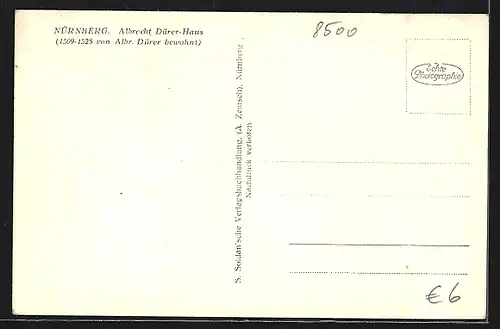 NÜRNBERG. Albrecht Dürer-Haus
(1509-1528 von Albr. Dürer bewohnt)
8500
Echte
Photographie
S. Soldan'sche Verlagsbuchhandlung, (A. Zemsch), Nürnberg
Nachdruck verboten
€6